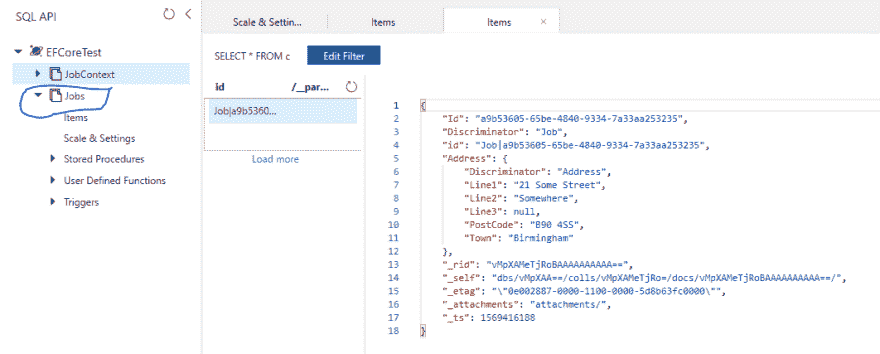 SQL API
EFCoreTest
JobContext
Jobs
Items
Scale & Settings
Stored Procedures
User Defined Functions
Triggers
Scale & Settin...
Items
Items
SELECT * FROM c
Edit Filter
id /_par...
Job|a9b5360...
Load more
1 {
2 "Id": "a9b53605-65be-4840-9334-7a33aa253235",
3 "Discriminator": "Job",
4 "id": "Job|a9b53605-65be-4840-9334-7a33aa253235",
5 "Address": {
6 "Discriminator": "Address",
7 "Line1": "21 Some Street",
8 "Line2": "Somewhere",
9 "Line3": null,
10 "PostCode": "B90 4SS",
11 "Town": "Birmingham"
12 },
13 "_rid": "vMpXAMeTjRoBAAAAAAAAAA==",
14 "_self": "dbs/vMpXAA==/colls/vMpXAMeTjRo=/docs/vMpXAMeTjRoBAAAAAAAAAA==/",
15 "_etag": "\"0e002887-0000-1100-0000-5d8b63fc0000\"",
16 "_attachments": "attachments/",
17 "_ts": 1569416188
18 }